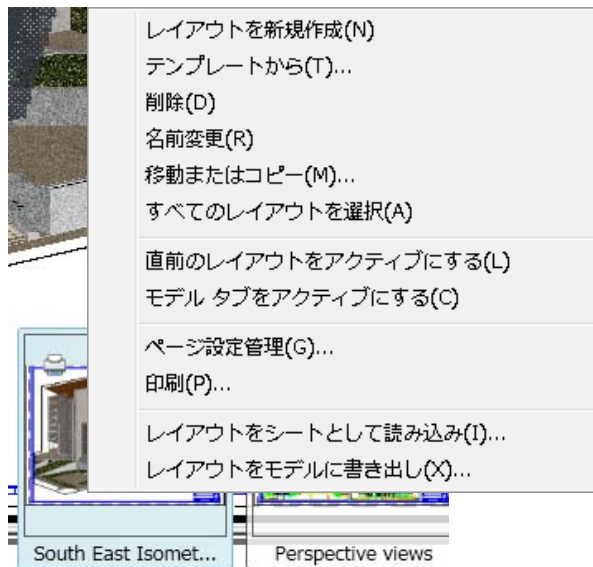 レイアウトを新規作成(N)
テンプレートから(T)...
削除(D)
名前変更(R)
移動またはコピー(M)...
すべてのレイアウトを選択(A)
直前のレイアウトをアクティブにする(L)
モデル タブをアクティブにする(C)
ページ設定管理(G)...
印刷(P)...
レイアウトをシートとして読み込み(I)...
レイアウトをモデルに書き出し(X)...
South East Isomet...
Perspective views